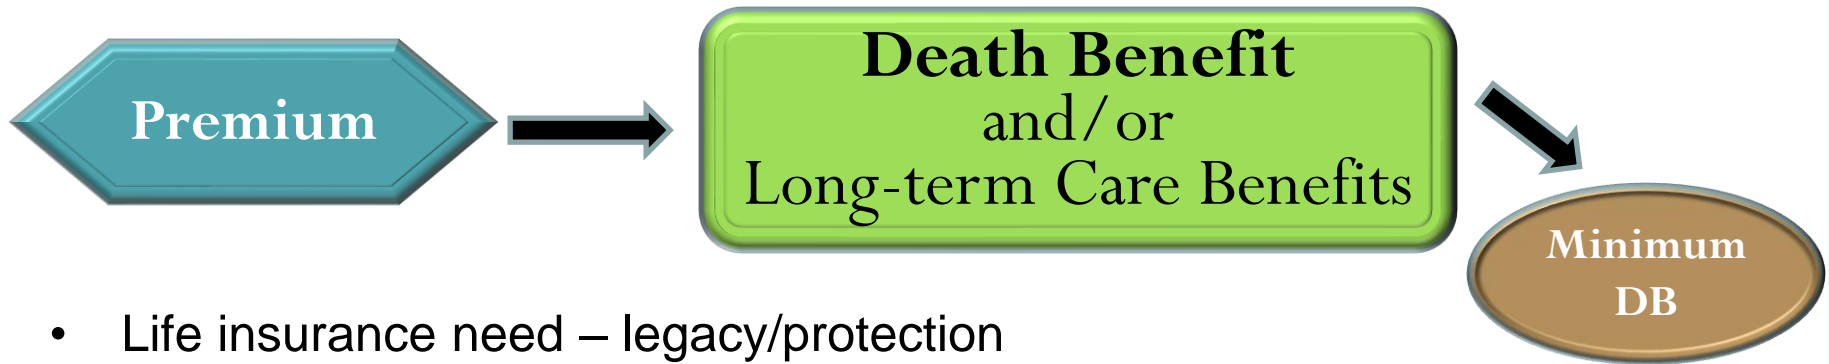 Premium
Death Benefit
and/or
Long-term Care Benefits
Minimum
DB
• Life insurance need – legacy/protection